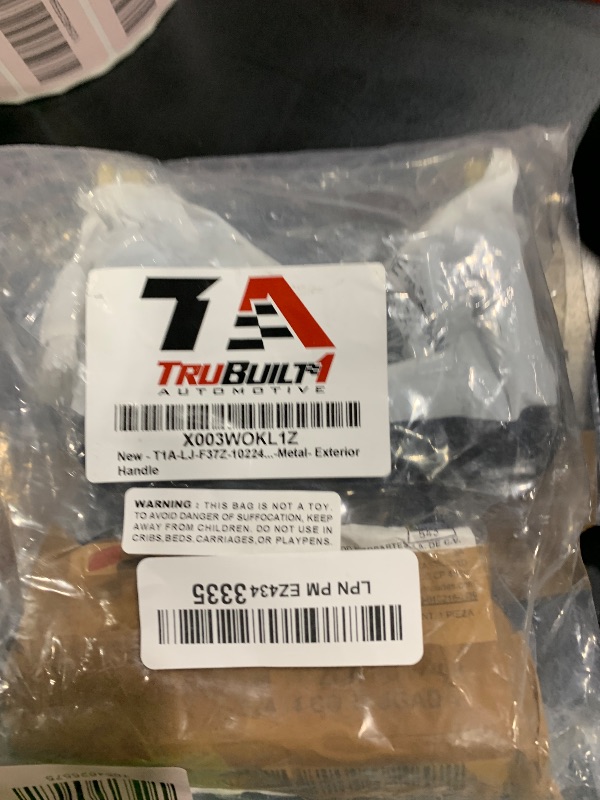 T1A
TRUBUILT1
AUTOMOTIVE
X003WOKL1Z
New - T1A-LJ-F37Z-10224...-Metal- Exterior
Handle
WARNING : THIS BAG IS NOT A TOY.
TO AVOID DANGER OF SUFFOCATION, KEEP
AWAY FROM CHILDREN. DO NOT USE IN
CRIBS,BEDS,CARRIAGES,OR PLAYPENS.
LPN PM EZ434 3335